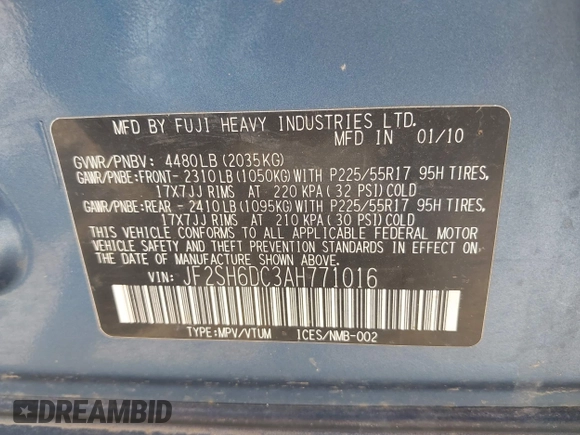 MFD BY FUJI HEAVY INDUSTRIES LTD.
MFD IN 01/10
GVWR/PNBV: 4480LB (2035KG)
GAWR/PNBE:FRONT- 2310LB (1050KG) WITH P225/55R17 95H TIRES,
17X7JJ RIMS AT 220 KPA (32 PSI) COLD
GAWR/PNBE:REAR - 2410LB (1095KG) WITH P225/55R17 95H TIRES,
17X7JJ RIMS AT 210 KPA (30 PSI) COLD
THIS VEHICLE CONFORMS TO ALL APPLICABLE FEDERAL MOTOR
VEHICLE SAFETY AND THEFT PREVENTION STANDARDS IN EFFECT ON
THE DATE OF MANUFACTURE SHOWN ABOVE.
VIN: JF2SH6DC3AH771016
TYPE:MPV/VTUM ICES/NMB-002
DREAMBID